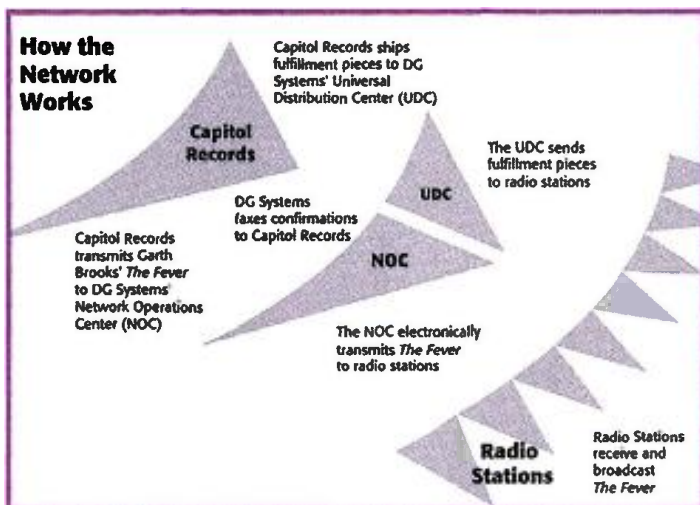 How the
Network
Works
Capitol Records ships
fulfillment pieces to DG
Systems' Universal
Distribution Center (UDC)
Capitol
Records
The UDC sends
fulfillment pieces
to radio stations
UDC
DG Systems
faxes confirmations
to Capitol Records
Capitol Records
transmits Garth
Brooks' The Fever
to DG Systems'
Network Operations
Center (NOC)
NOC
The NOC electronically
transmits The Fever
to radio stations
Radio
Stations
Radio Stations
receive and
broadcast
The Fever